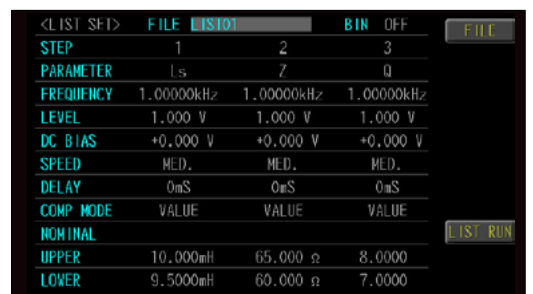 <LIST SET> FILE LIST01 BIN OFF FILE
STEP 1 2 3
PARAMETER Ls Z Q
FREQUENCY 1.00000kHz 1.00000kHz 1.00000kHz
LEVEL 1.000 V 1.000 V 1.000 V
DC BIAS +0.000 V +0.000 V +0.000 V
SPEED MED. MED. MED.
DELAY 0mS 0mS 0mS
COMP MODE VALUE VALUE VALUE
NOMINAL LIST RUN
UPPER 10.000mH 65.000 Ω 8.0000
LOWER 9.5000mH 60.000 Ω 7.0000